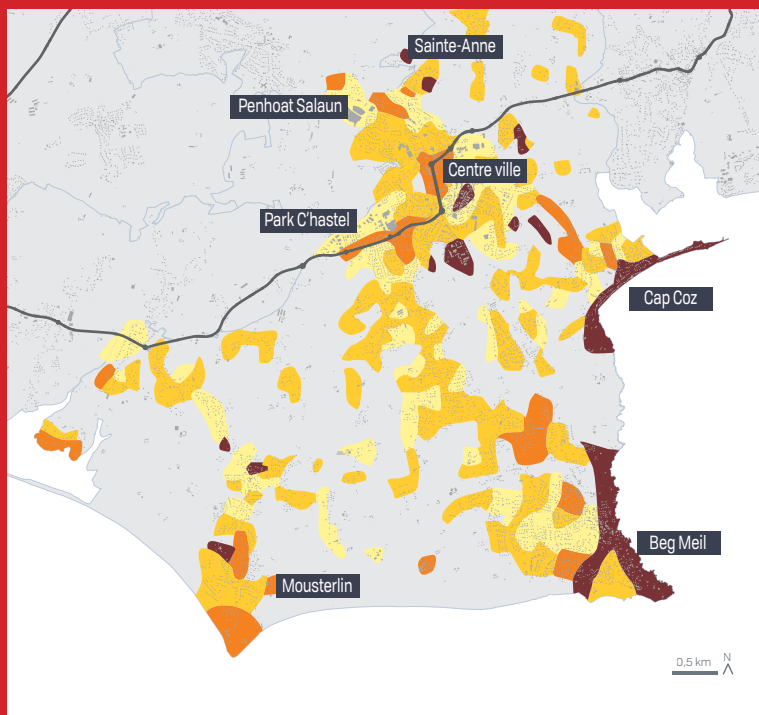 Sainte-Anne
Penhoat Salaun
Centre ville
Park C'hastel
Cap Coz
Beg Meil
Mousterlin
0,5 km
N